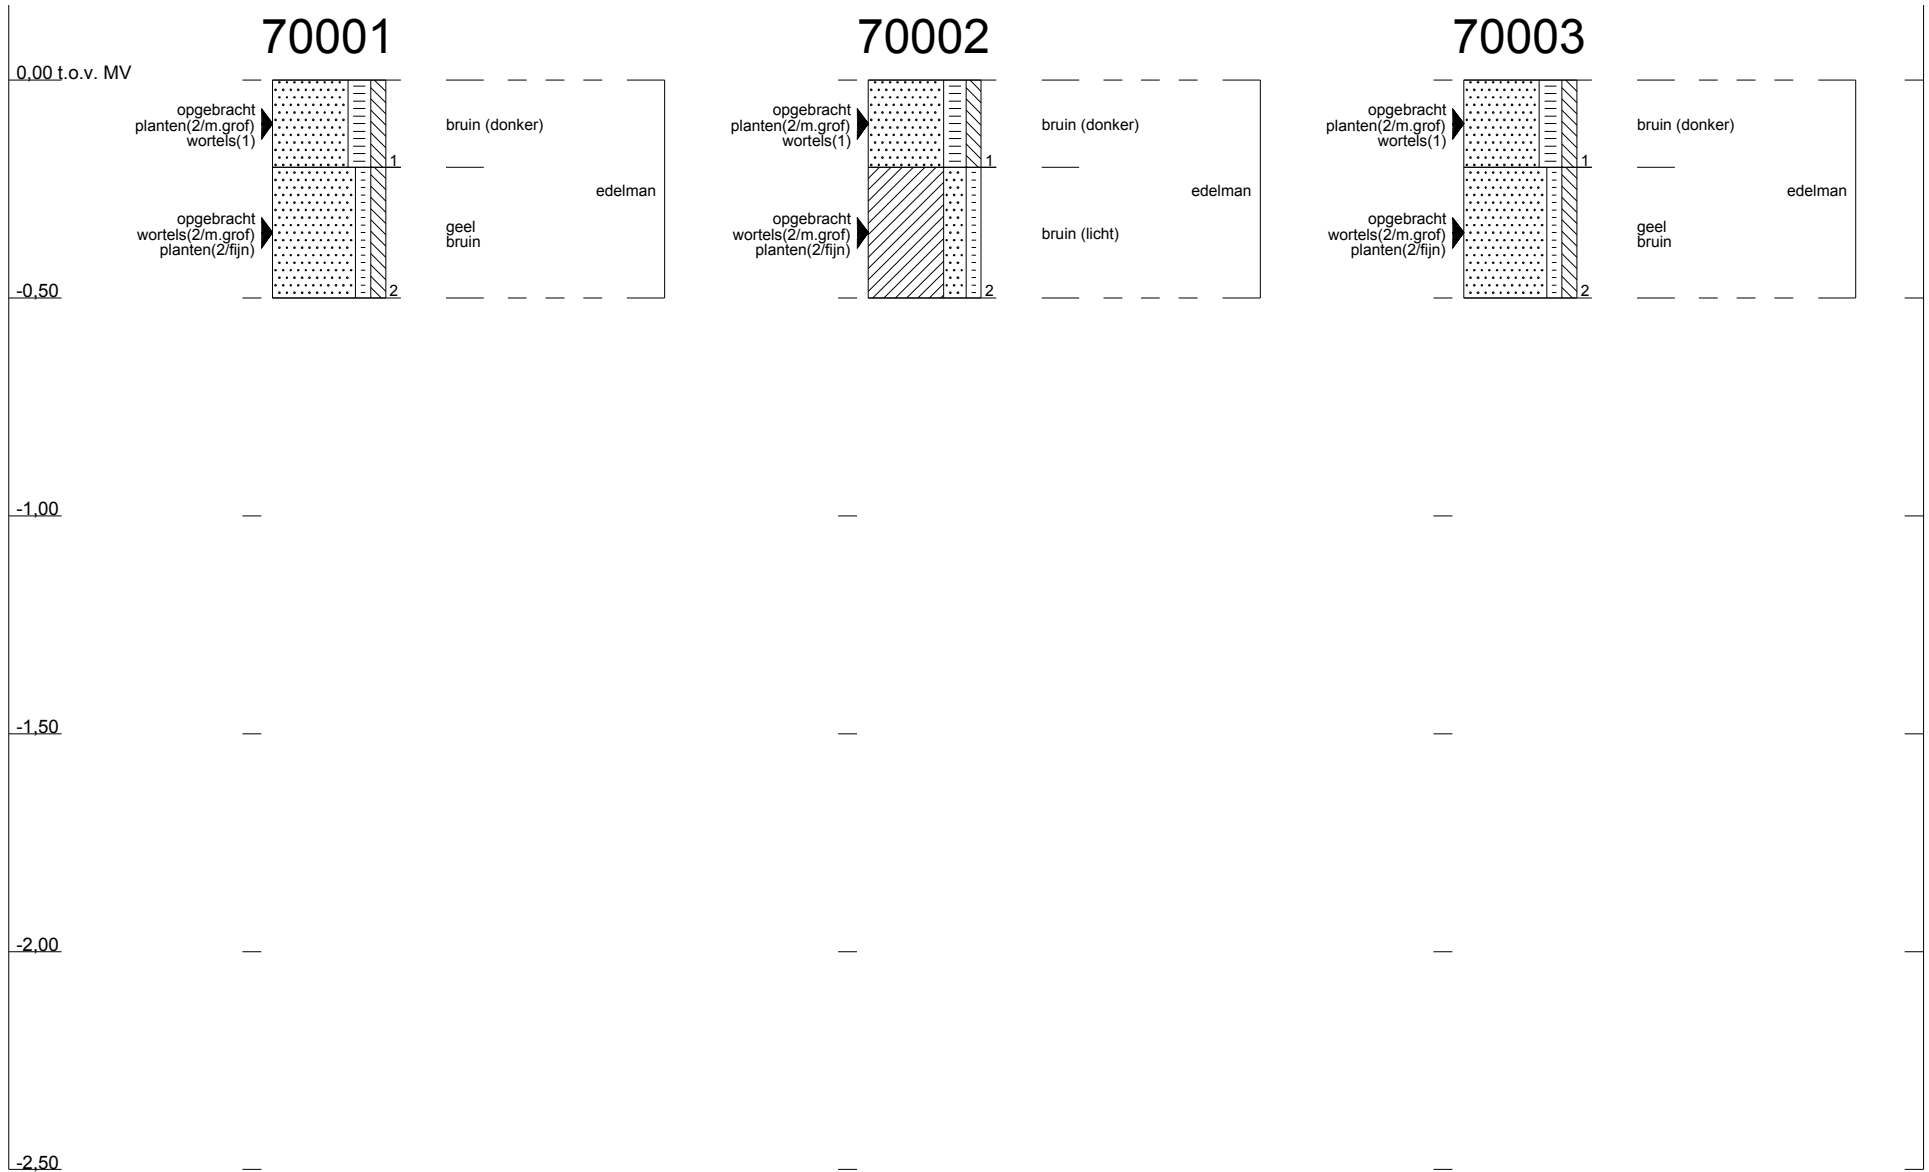 70001
70002
70003
0,00 t.o.v. MV
opgebracht
planten(2/m.grof)
wortels(1)
1
bruin (donker)
edelman
opgebracht
wortels(2/m.grof)
planten(2/fijn)
2
geel
bruin
opgebracht
planten(2/m.grof)
wortels(1)
1
bruin (donker)
edelman
opgebracht
wortels(2/m.grof)
planten(2/fijn)
2
bruin (licht)
opgebracht
planten(2/m.grof)
wortels(1)
1
bruin (donker)
edelman
opgebracht
wortels(2/m.grof)
planten(2/fijn)
2
geel
bruin
-0,50
-1,00
-1,50
-2,00
-2,50